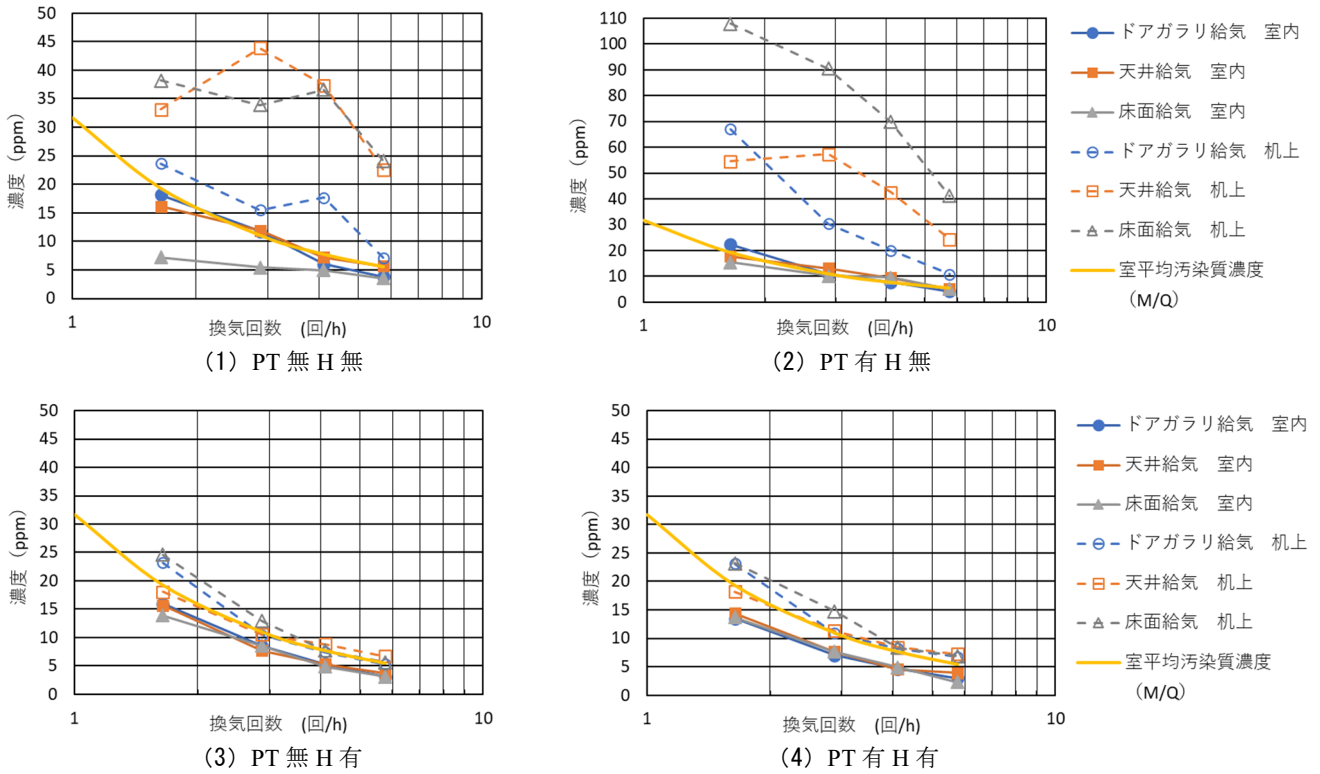 50
45
40
35
30
25
20
15
10
5
0
濃度（ppm）
1
10
換気回数　(回/h)
（1）PT 無 H 無
110
100
90
80
70
60
50
40
30
20
10
0
濃度（ppm）
1
10
換気回数　(回/h)
（2）PT 有 H 無
ドアガラリ給気　室内
天井給気　室内
床面給気　室内
ドアガラリ給気　机上
天井給気　机上
床面給気　机上
室平均汚染質濃度
（M/Q）
50
45
40
35
30
25
20
15
10
5
0
濃度（ppm）
1
10
換気回数　(回/h)
（3）PT 無 H 有
50
45
40
35
30
25
20
15
10
5
0
濃度（ppm）
1
10
換気回数　(回/h)
（4）PT 有 H 有
ドアガラリ給気　室内
天井給気　室内
床面給気　室内
ドアガラリ給気　机上
天井給気　机上
床面給気　机上
室平均汚染質濃度
（M/Q）